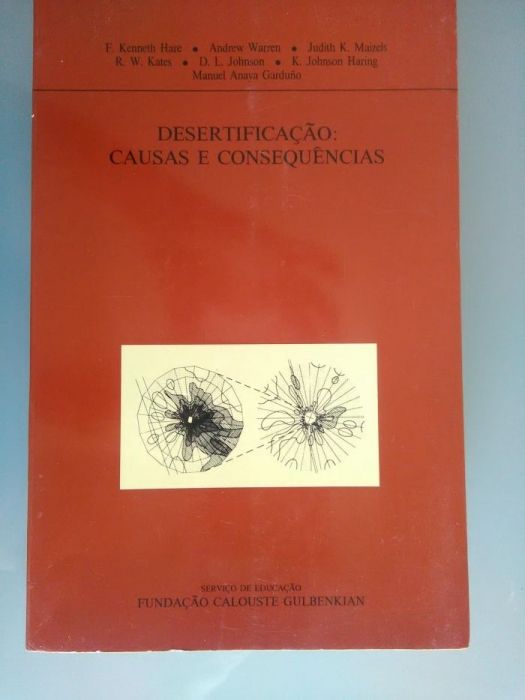 F. Kenneth Hare • Andrew Warren • Judith K. Maizels
R. W. Kates • D. L. Johnson • K. Johnson Haring
Manuel Anaya Garduño
DESERTIFICAÇÃO:
CAUSAS E CONSEQUÊNCIAS
SERVIÇO DE EDUCAÇÃO
FUNDAÇÃO CALOUSTE GULBENKIAN